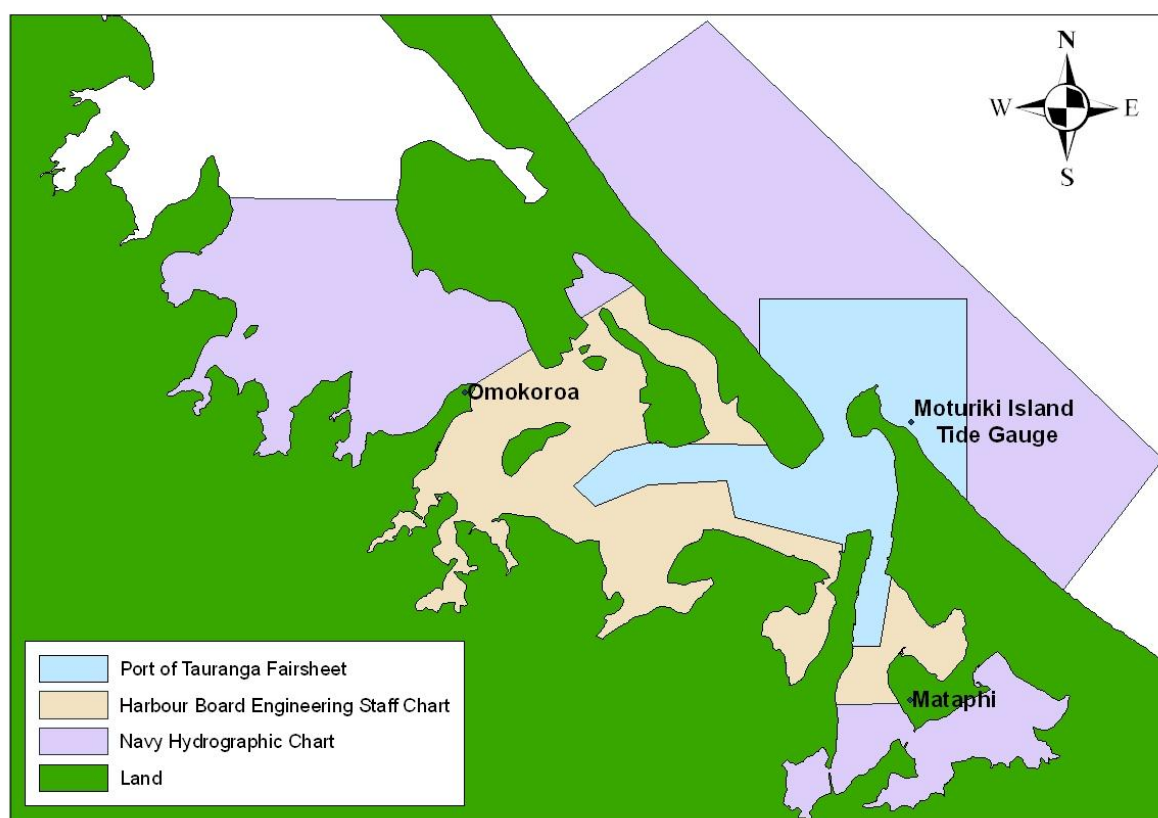 N
W E
S
Omokoroa
Moturiki Island
Tide Gauge
Mataphi
Port of Tauranga Fairsheet
Harbour Board Engineering Staff Chart
Navy Hydrographic Chart
Land